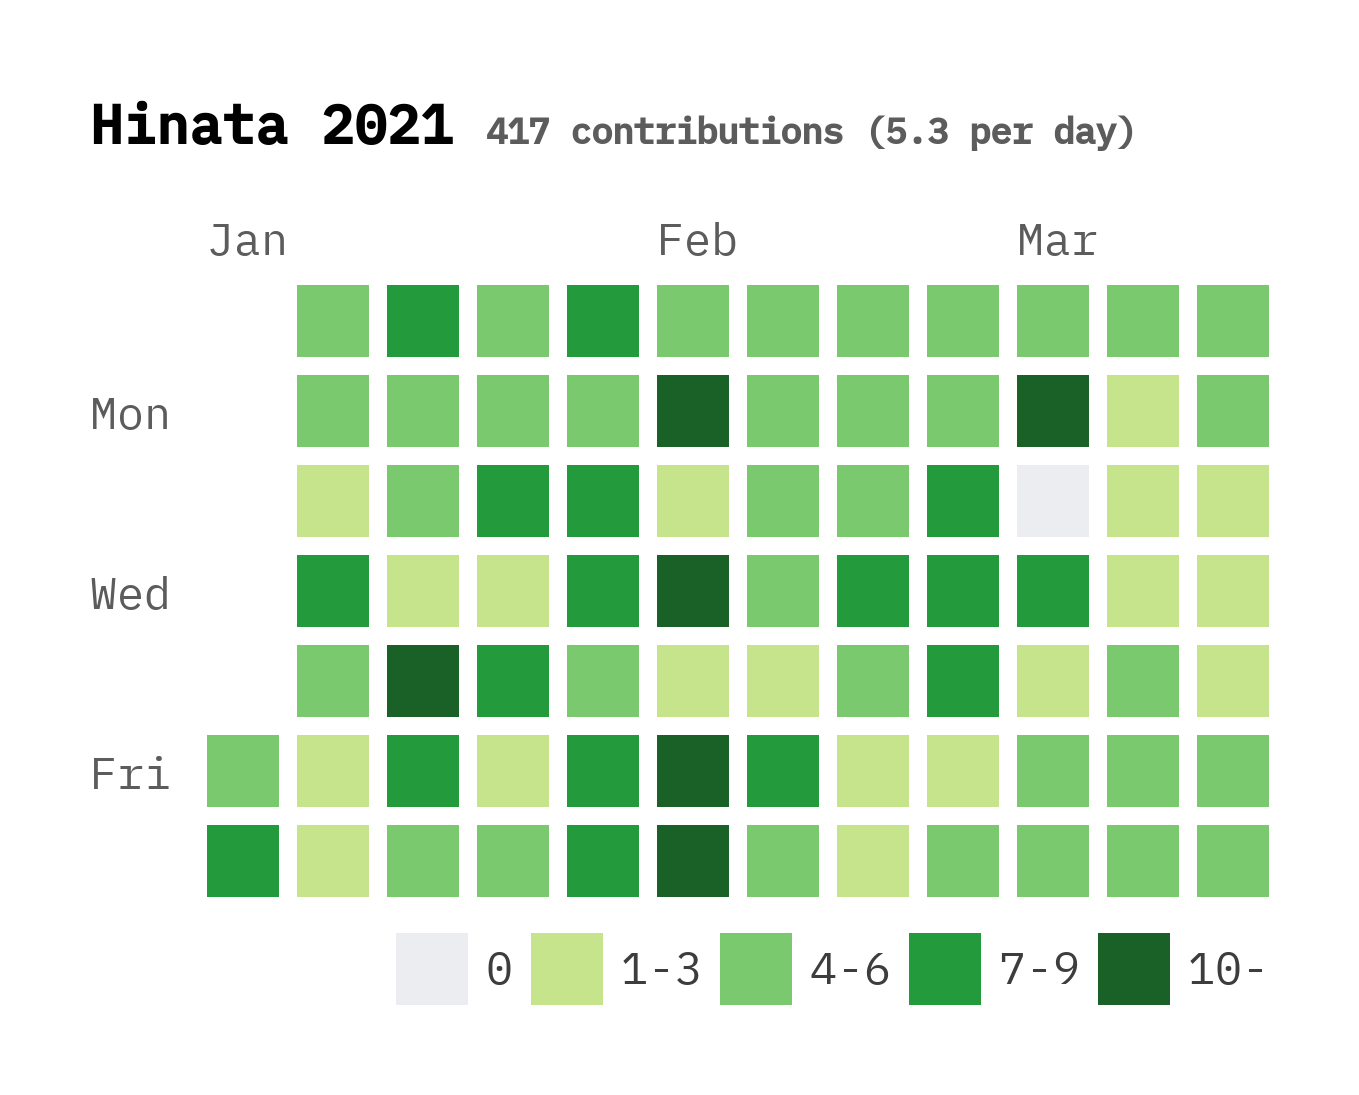 Hinata 2021 417 contributions (5.3 per day)
Jan Feb Mar
Mon
Wed
Fri
0 1-3 4-6 7-9 10-